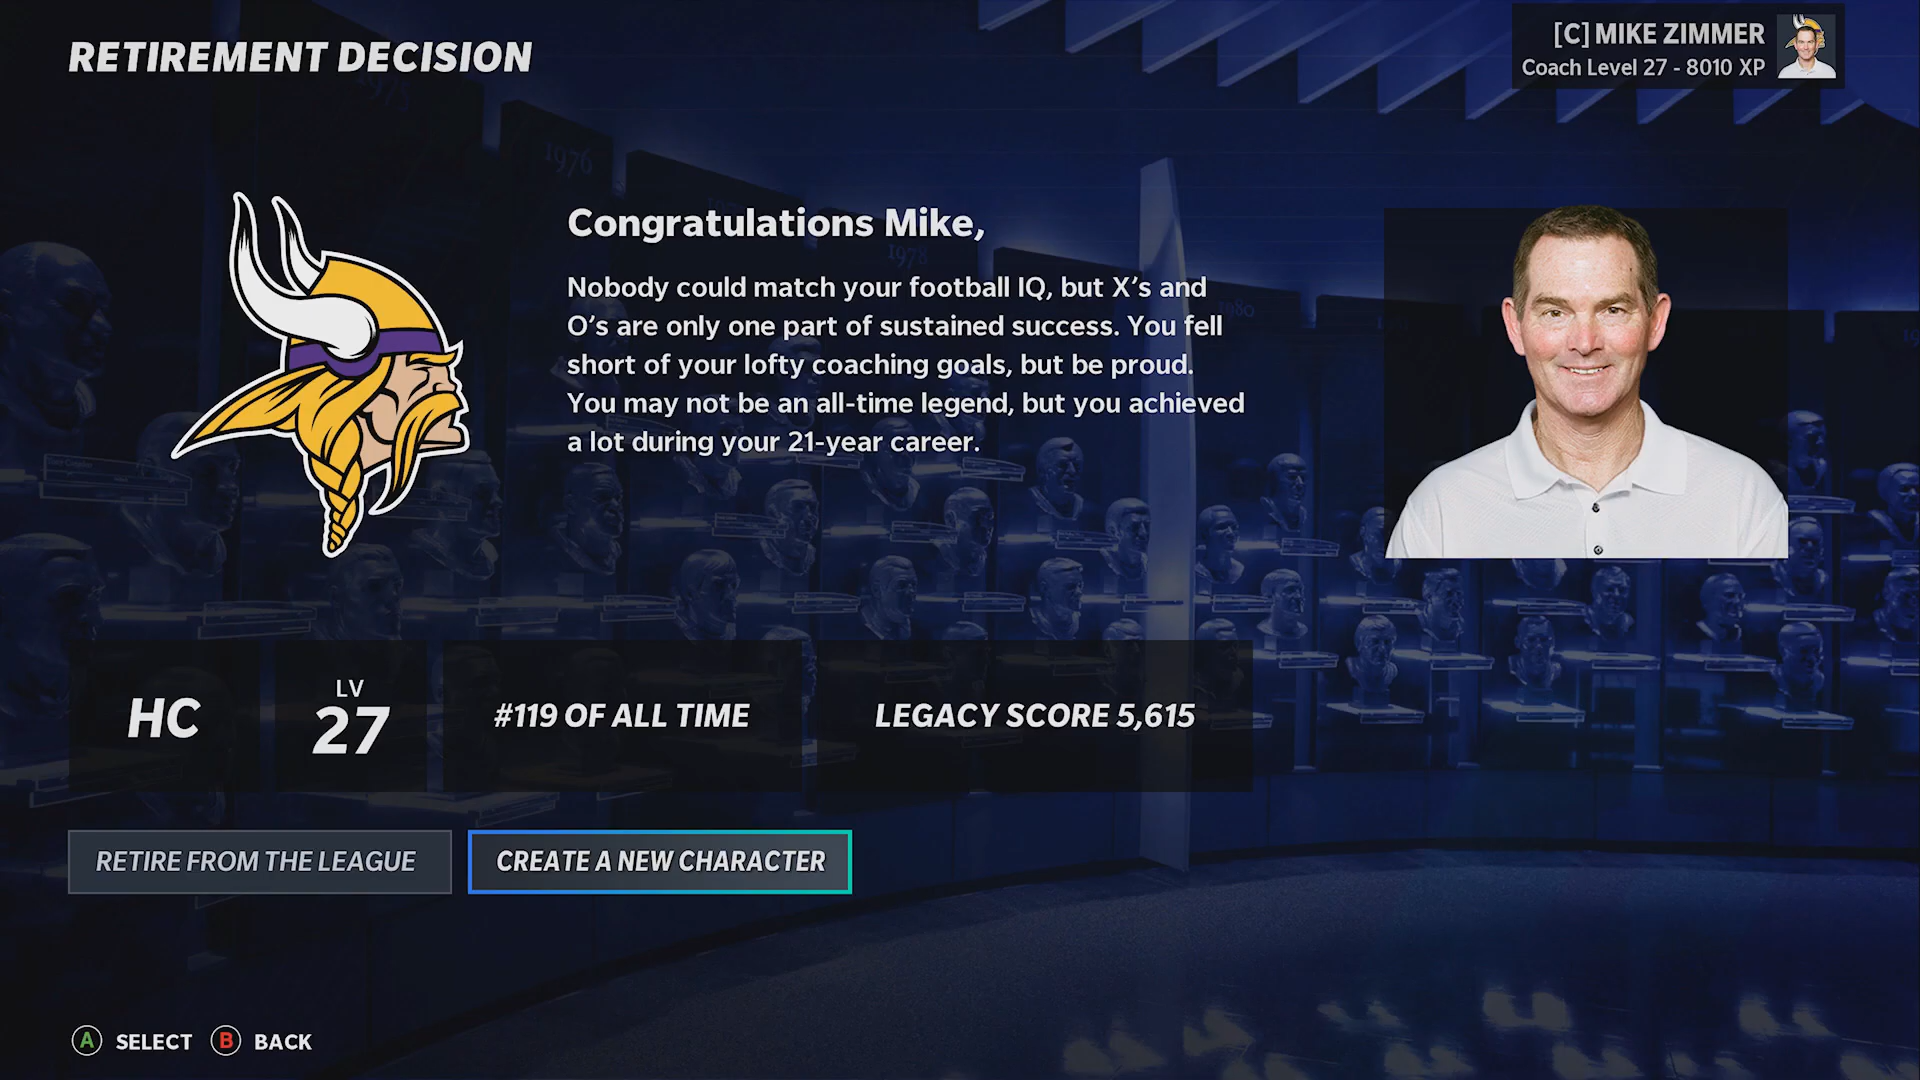 RETIREMENT DECISION
[C] MIKE ZIMMER
Coach Level 27 - 8010 XP
1976
1978
1980
Congratulations Mike,
Nobody could match your football IQ, but X's and
O's are only one part of sustained success. You fell
short of your lofty coaching goals, but be proud.
You may not be an all-time legend, but you achieved
a lot during your 21-year career.
HC
LV
27
#119 OF ALL TIME
LEGACY SCORE 5,615
RETIRE FROM THE LEAGUE
CREATE A NEW CHARACTER
A SELECT B BACK